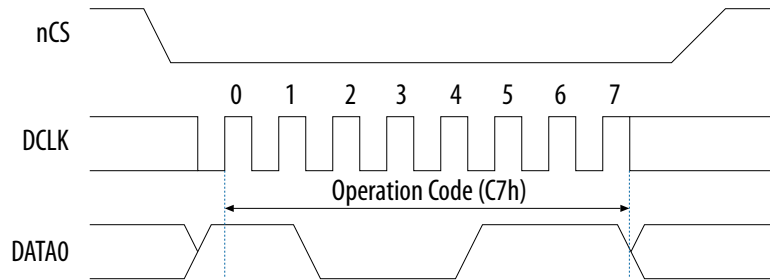 nCS
0 1 2 3 4 5 6 7
DCLK
Operation Code (C7h)
DATA0